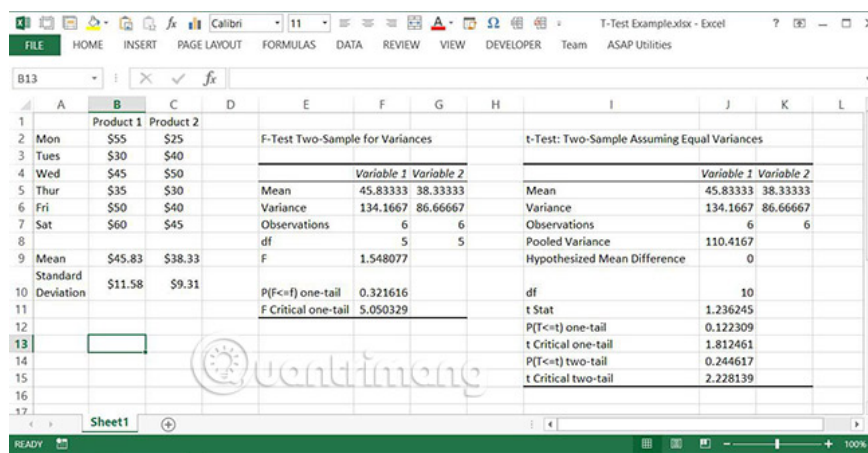 Calibri 11 T-Test Example.xlsx - Excel
FILE HOME INSERT PAGE LAYOUT FORMULAS DATA REVIEW VIEW DEVELOPER Team ASAP Utilities
B13 fx
A B C D E F G H I J K L
1 Product 1 Product 2
2 Mon $55 $25 F-Test Two-Sample for Variances t-Test: Two-Sample Assuming Equal Variances
3 Tues $30 $40
4 Wed $45 $50 Variable 1 Variable 2 Variable 1 Variable 2
5 Thur $35 $30 Mean 45.83333 38.33333 Mean 45.83333 38.33333
6 Fri $50 $40 Variance 134.1667 86.66667 Variance 134.1667 86.66667
7 Sat $60 $45 Observations 6 6 Observations 6 6
8 df 5 5 Pooled Variance 110.4167
9 Mean $45.83 $38.33 F 1.548077 Hypothesized Mean Difference 0
Standard
10 Deviation $11.58 $9.31 P(F<=f) one-tail 0.321616 df 10
11 F Critical one-tail 5.050329 t Stat 1.236245
12 P(T<=t) one-tail 0.122309
13 t Critical one-tail 1.812461
14 P(T<=t) two-tail 0.244617
15 t Critical two-tail 2.228139
16
17
Quantrimang
Sheet1
READY 100%